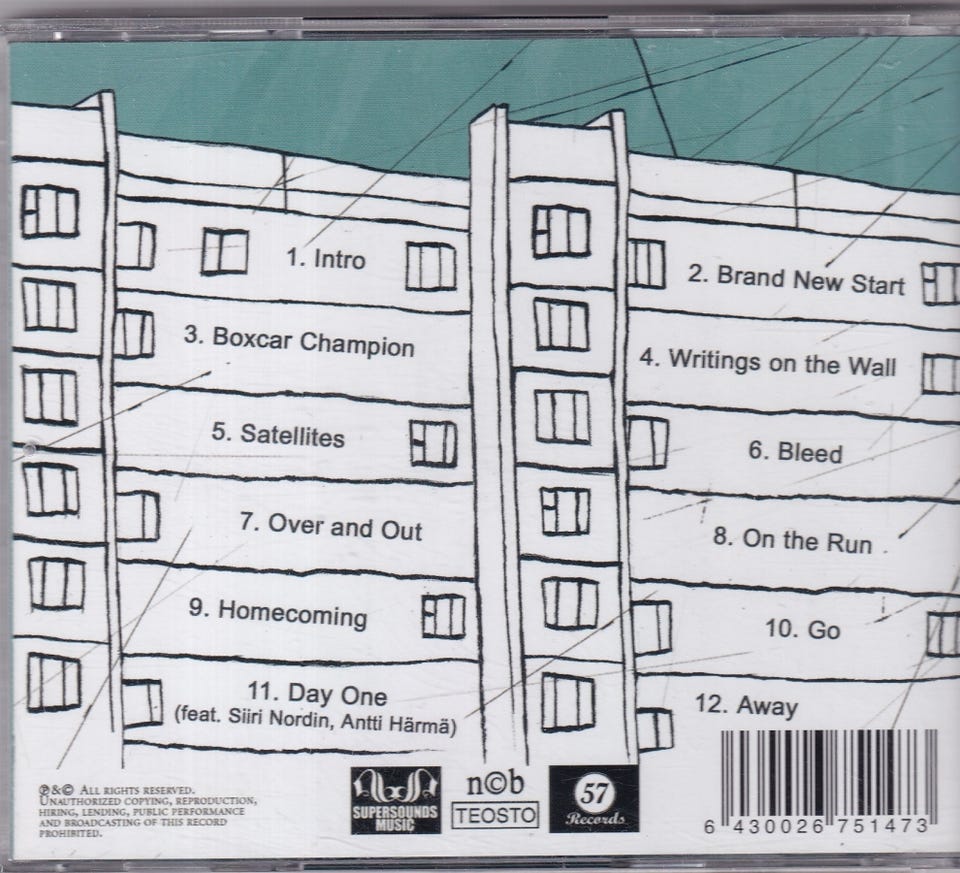 1. Intro
2. Brand New Start
3. Boxcar Champion
4. Writings on the Wall
5. Satellites
6. Bleed
7. Over and Out
8. On the Run
9. Homecoming
10. Go
11. Day One
(feat. Siiri Nordin, Antti Härmä)
12. Away
℗&© All rights reserved.
Unauthorized copying, reproduction,
hiring, lending, public performance
and broadcasting of this record
prohibited.
SUPERSOUNDS
MUSIC
n©b
TEOSTO
57
Records
6 430026 751473